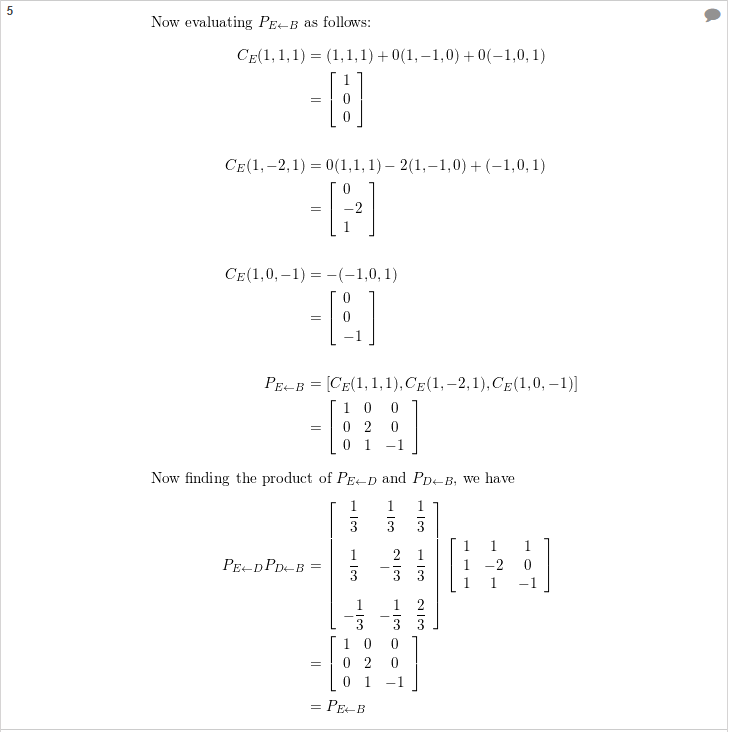 5
Now evaluating P_{E←B} as follows:
C_E(1, 1, 1) = (1, 1, 1) + 0(1, −1, 0) + 0(−1, 0, 1)
= [ 1
0
0 ]
C_E(1, −2, 1) = 0(1, 1, 1) − 2(1, −1, 0) + (−1, 0, 1)
= [ 0
−2
1 ]
C_E(1, 0, −1) = −(−1, 0, 1)
= [ 0
0
−1 ]
P_{E←B} = [C_E(1, 1, 1), C_E(1, −2, 1), C_E(1, 0, −1)]
= [ 1 0 0
0 2 0
0 1 −1 ]
Now finding the product of P_{E←D} and P_{D←B}, we have
P_{E←D}P_{D←B} = [ 1/3 1/3 1/3
1/3 −2/3 1/3
−1/3 −1/3 2/3 ] [ 1 1 1
1 −2 0
1 1 −1 ]
= [ 1 0 0
0 2 0
0 1 −1 ]
= P_{E←B}